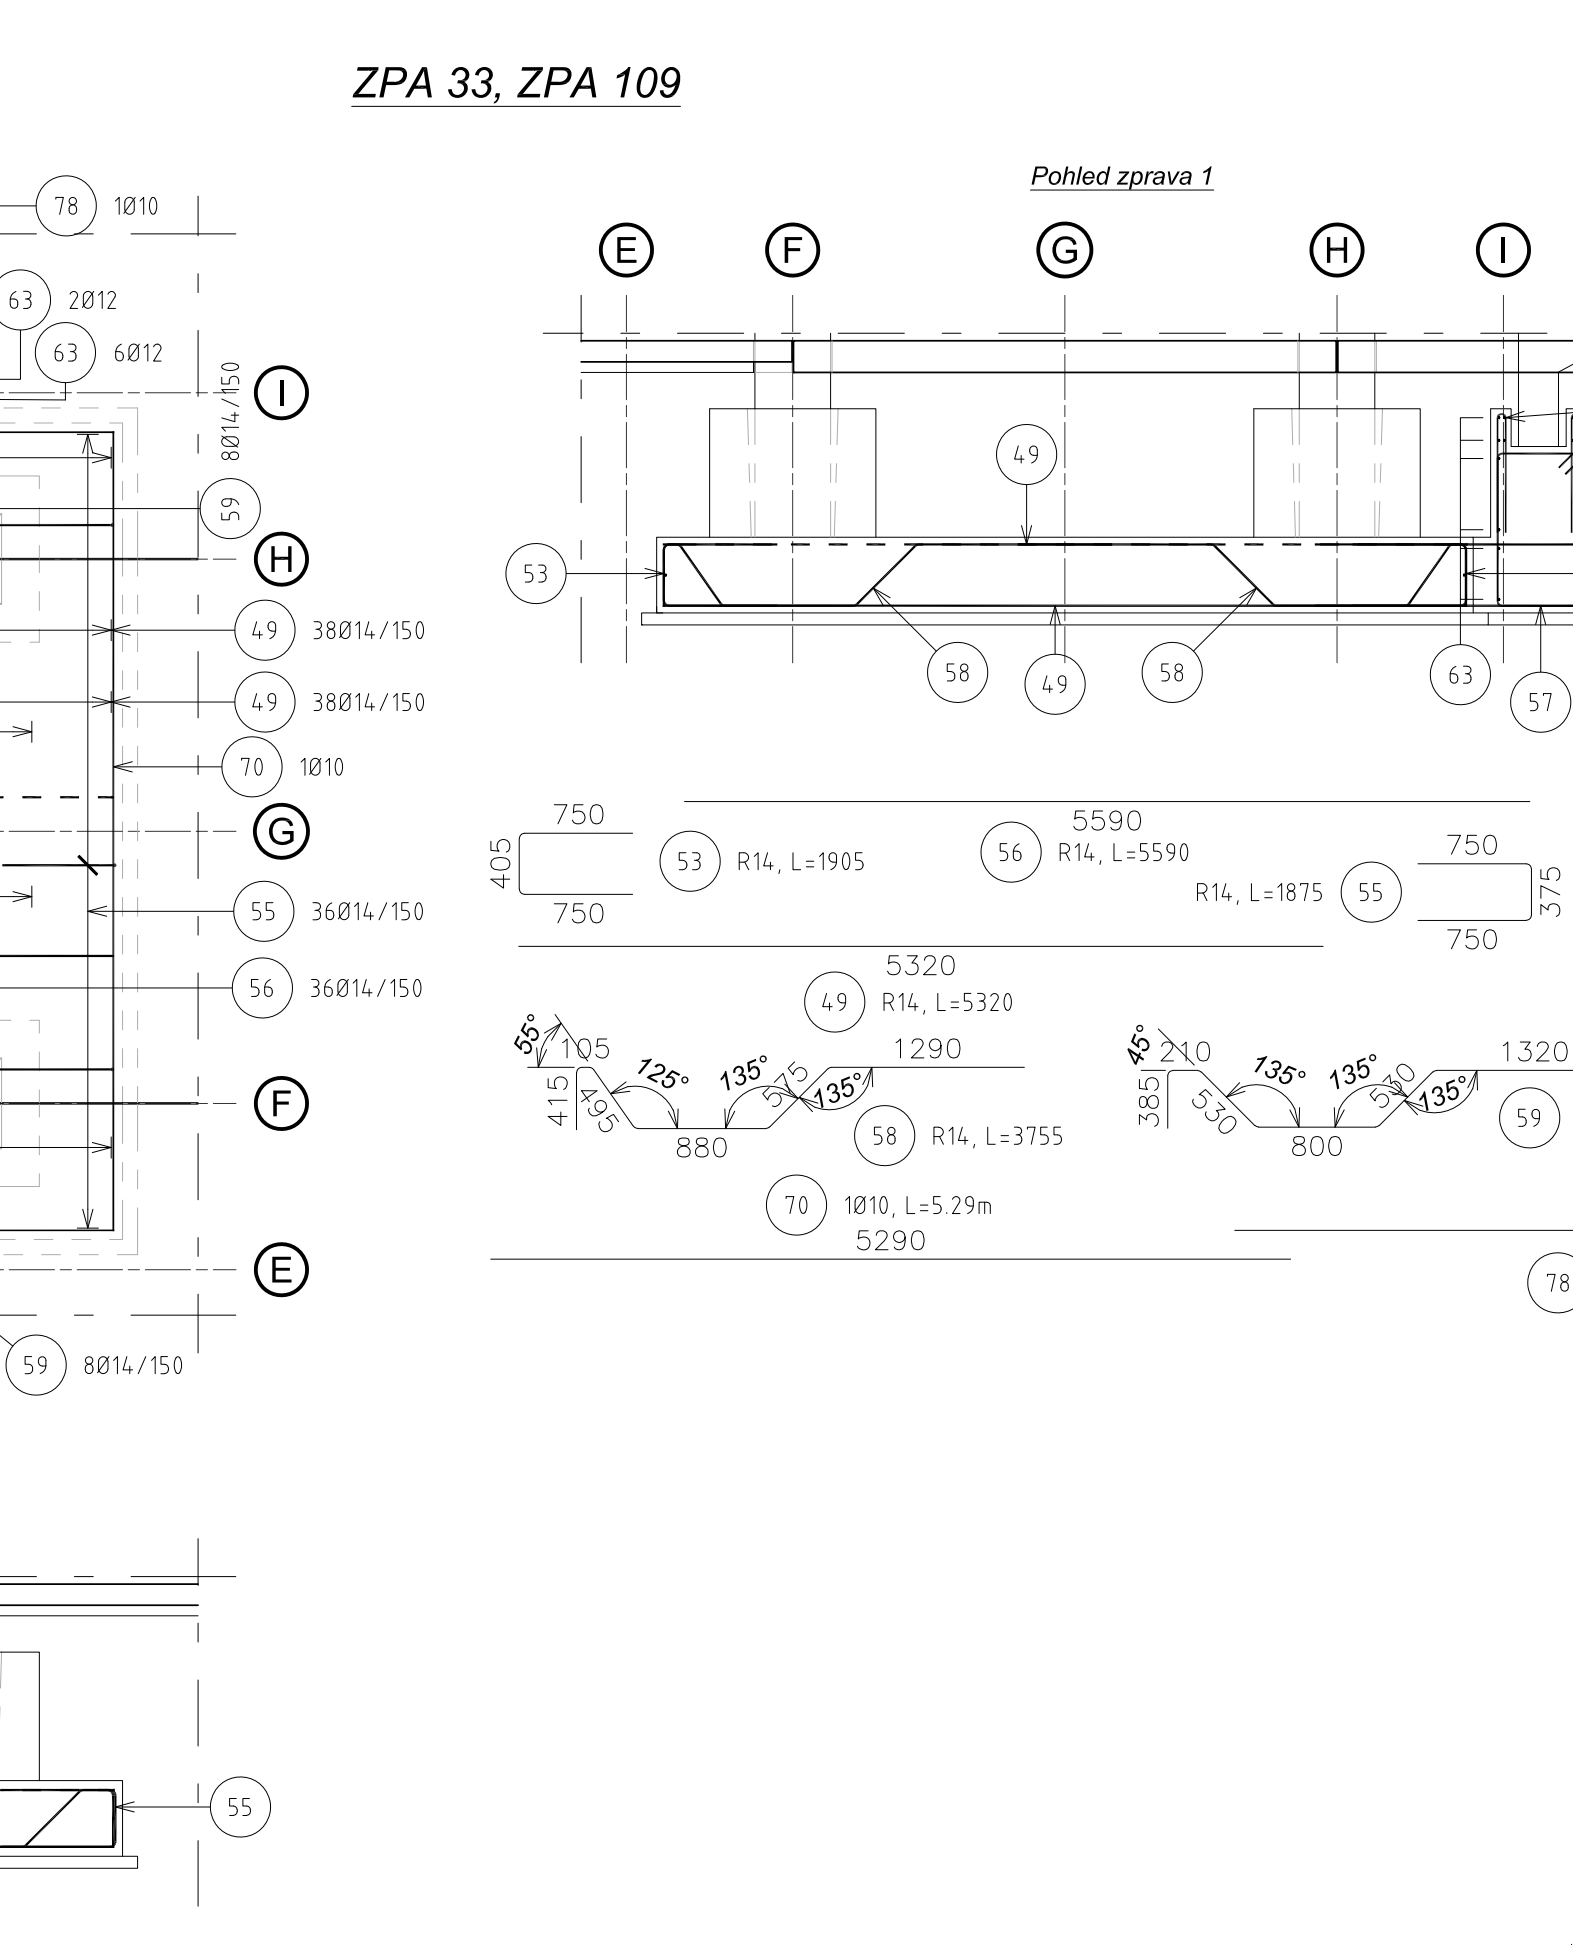 ZPA 33, ZPA 109
Pohled zprava 1
78 1Ø10
63 2Ø12
63 6Ø12
8Ø14/150
59
I
H
49 38Ø14/150
49 38Ø14/150
70 1Ø10
G
55 36Ø14/150
56 36Ø14/150
F
E
59 8Ø14/150
55
E F G H I
49
53
58
49
58
63
57
750
405
750
53 R14, L=1905
5590
56 R14, L=5590
R14, L=1875 55
750
375
750
5320
49 R14, L=5320
55°
105
415
495
125°
880
135°
575
135°
1290
58 R14, L=3755
45°
210
385
530
135°
800
135°
530
135°
1320
59
70 1Ø10, L=5.29m
5290
78